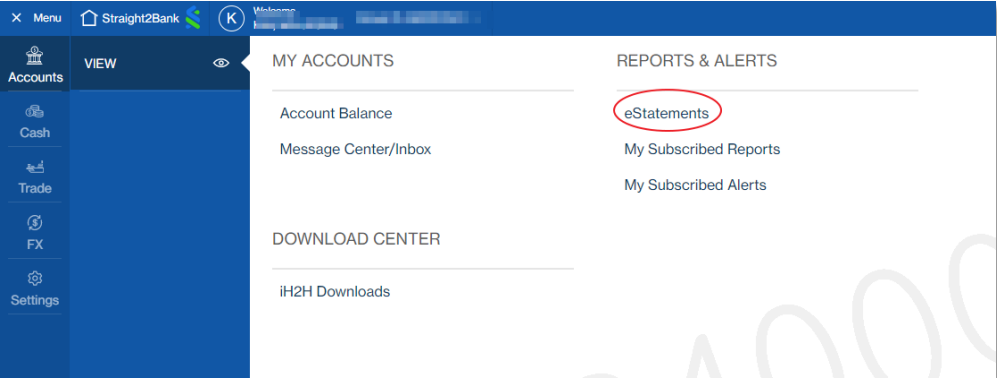 × Menu
Straight2Bank
K
Welcome
Accounts
Cash
Trade
FX
Settings
VIEW
MY ACCOUNTS
Account Balance
Message Center/Inbox
DOWNLOAD CENTER
iH2H Downloads
REPORTS & ALERTS
eStatements
My Subscribed Reports
My Subscribed Alerts